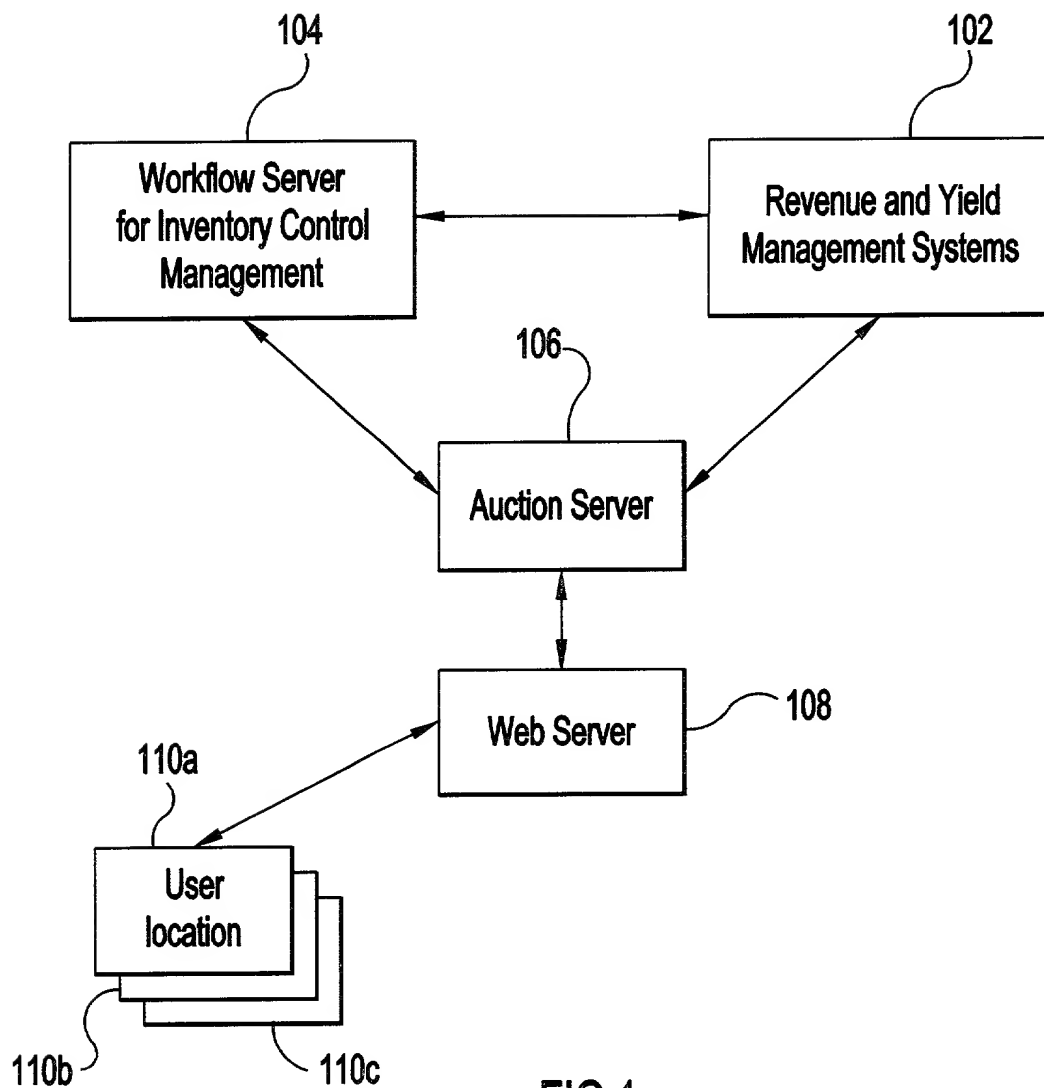 104
102
Workflow Server
for Inventory Control
Management
Revenue and Yield
Management Systems
106
Auction Server
Web Server
108
110a
User
location
110b
110c